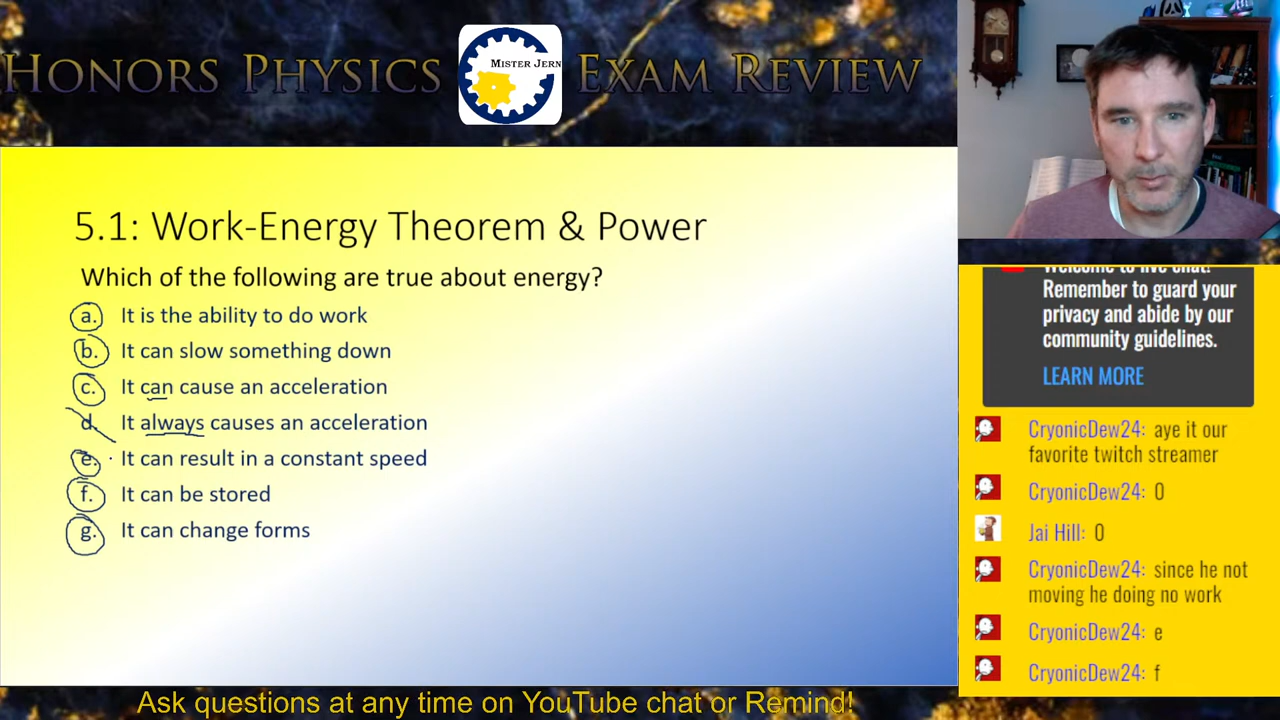 HONORS PHYSICS MISTER JERN EXAM REVIEW
5.1: Work-Energy Theorem & Power
Which of the following are true about energy?
a. It is the ability to do work
b. It can slow something down
c. It can cause an acceleration
d. It always causes an acceleration
e. It can result in a constant speed
f. It can be stored
g. It can change forms
Welcome to live chat!
Remember to guard your
privacy and abide by our
community guidelines.
LEARN MORE
CryonicDew24: aye it our
favorite twitch streamer
CryonicDew24: 0
Jai Hill: 0
CryonicDew24: since he not
moving he doing no work
CryonicDew24: e
CryonicDew24: f
Ask questions at any time on YouTube chat or Remind!